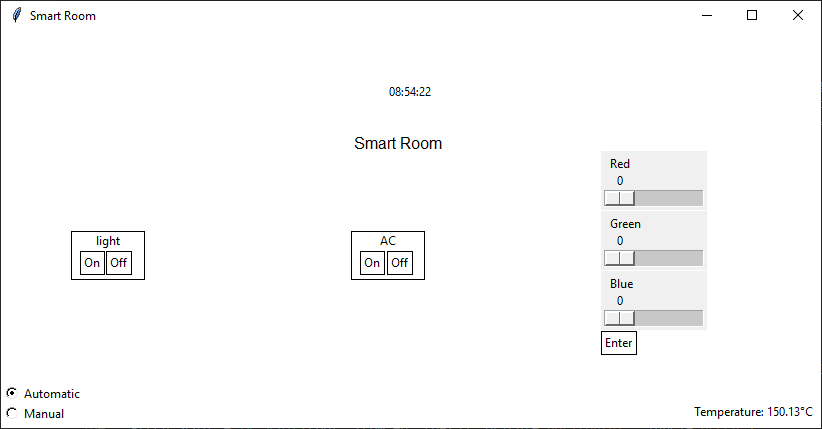 Smart Room
08:54:22
Smart Room
Red
0
Green
0
Blue
0
Enter
light
On Off
AC
On Off
Automatic
Manual
Temperature: 150.13°C